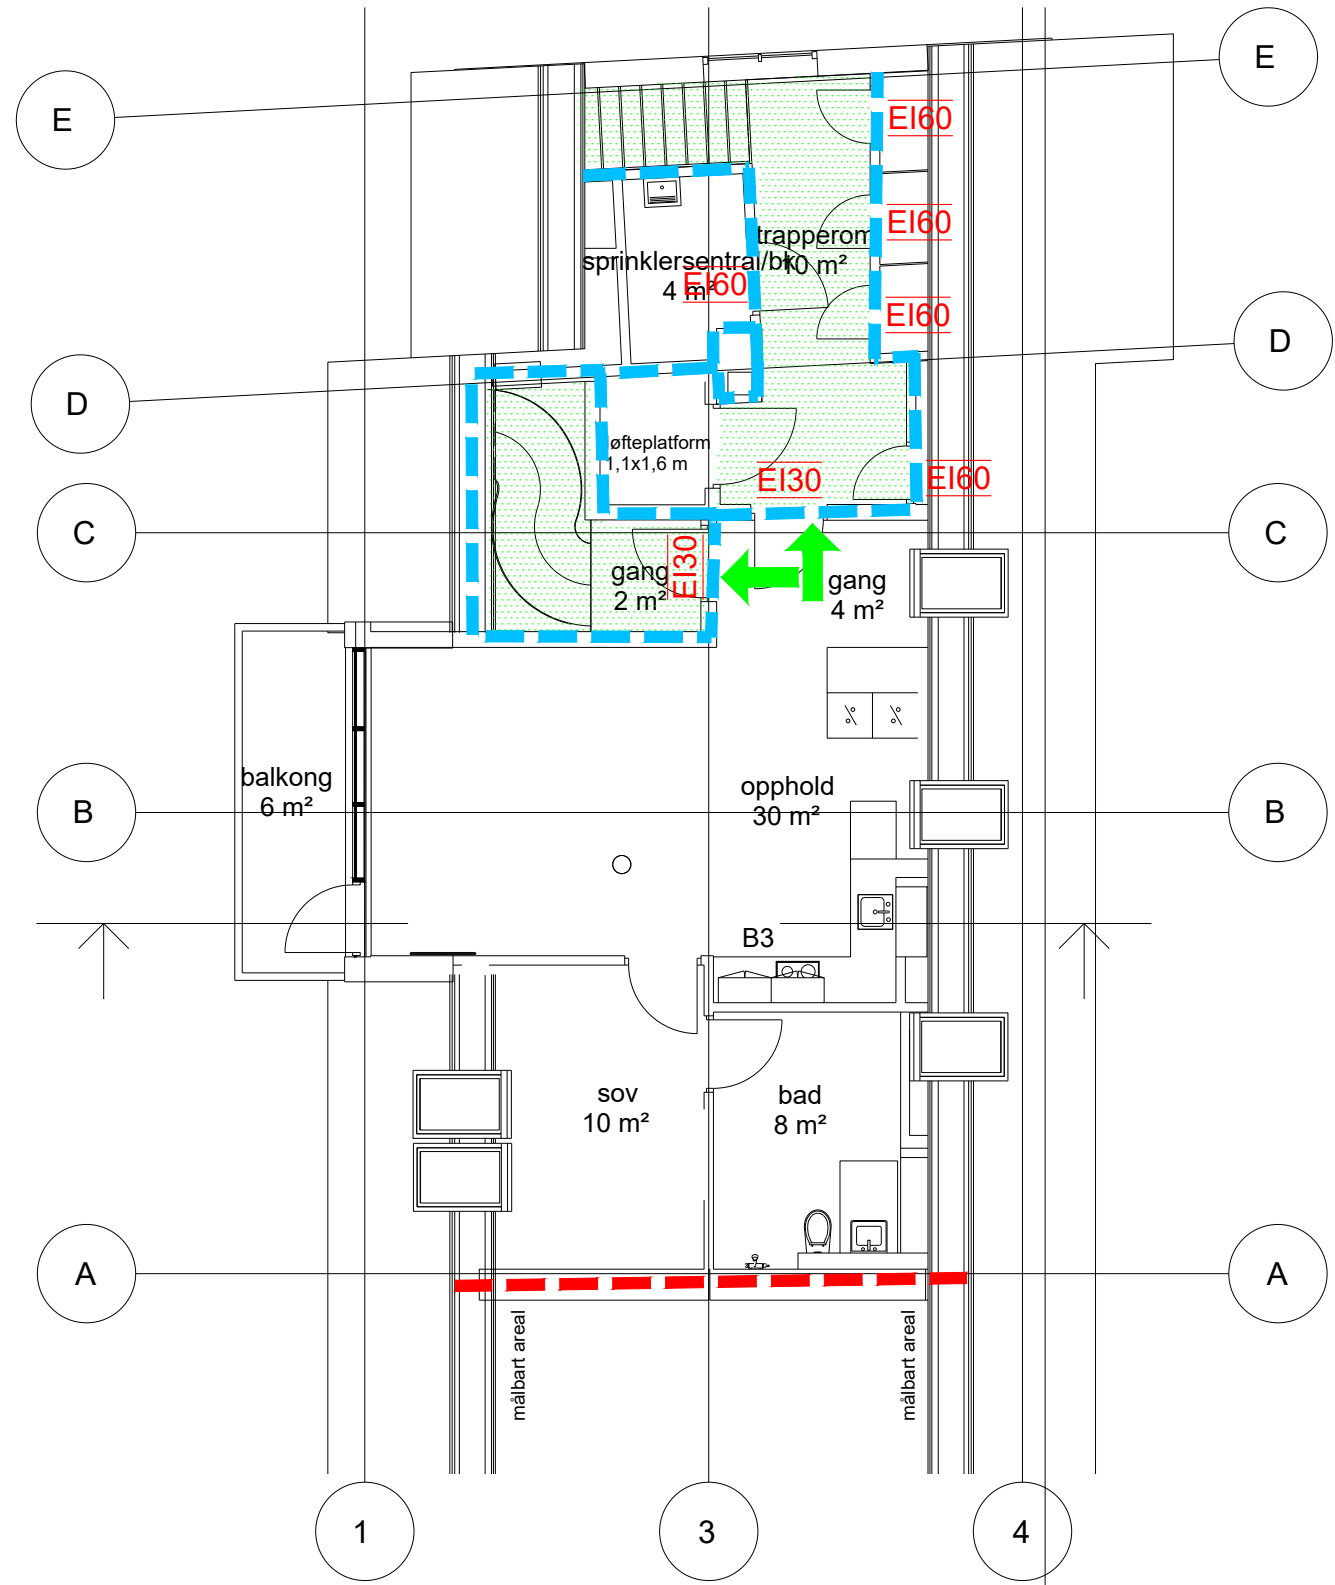 E
E
EI60
EI60
trapperom
10 m²
sprinklersentral/bk
4 m²
EI60
EI60
D
D
løfteplatform
1,1x1,6 m
EI30
EI60
C
C
EI30
gang
2 m²
gang
4 m²
balkong
6 m²
opphold
30 m²
B
B
B3
sov
10 m²
bad
8 m²
A
A
målbart areal
målbart areal
1
3
4